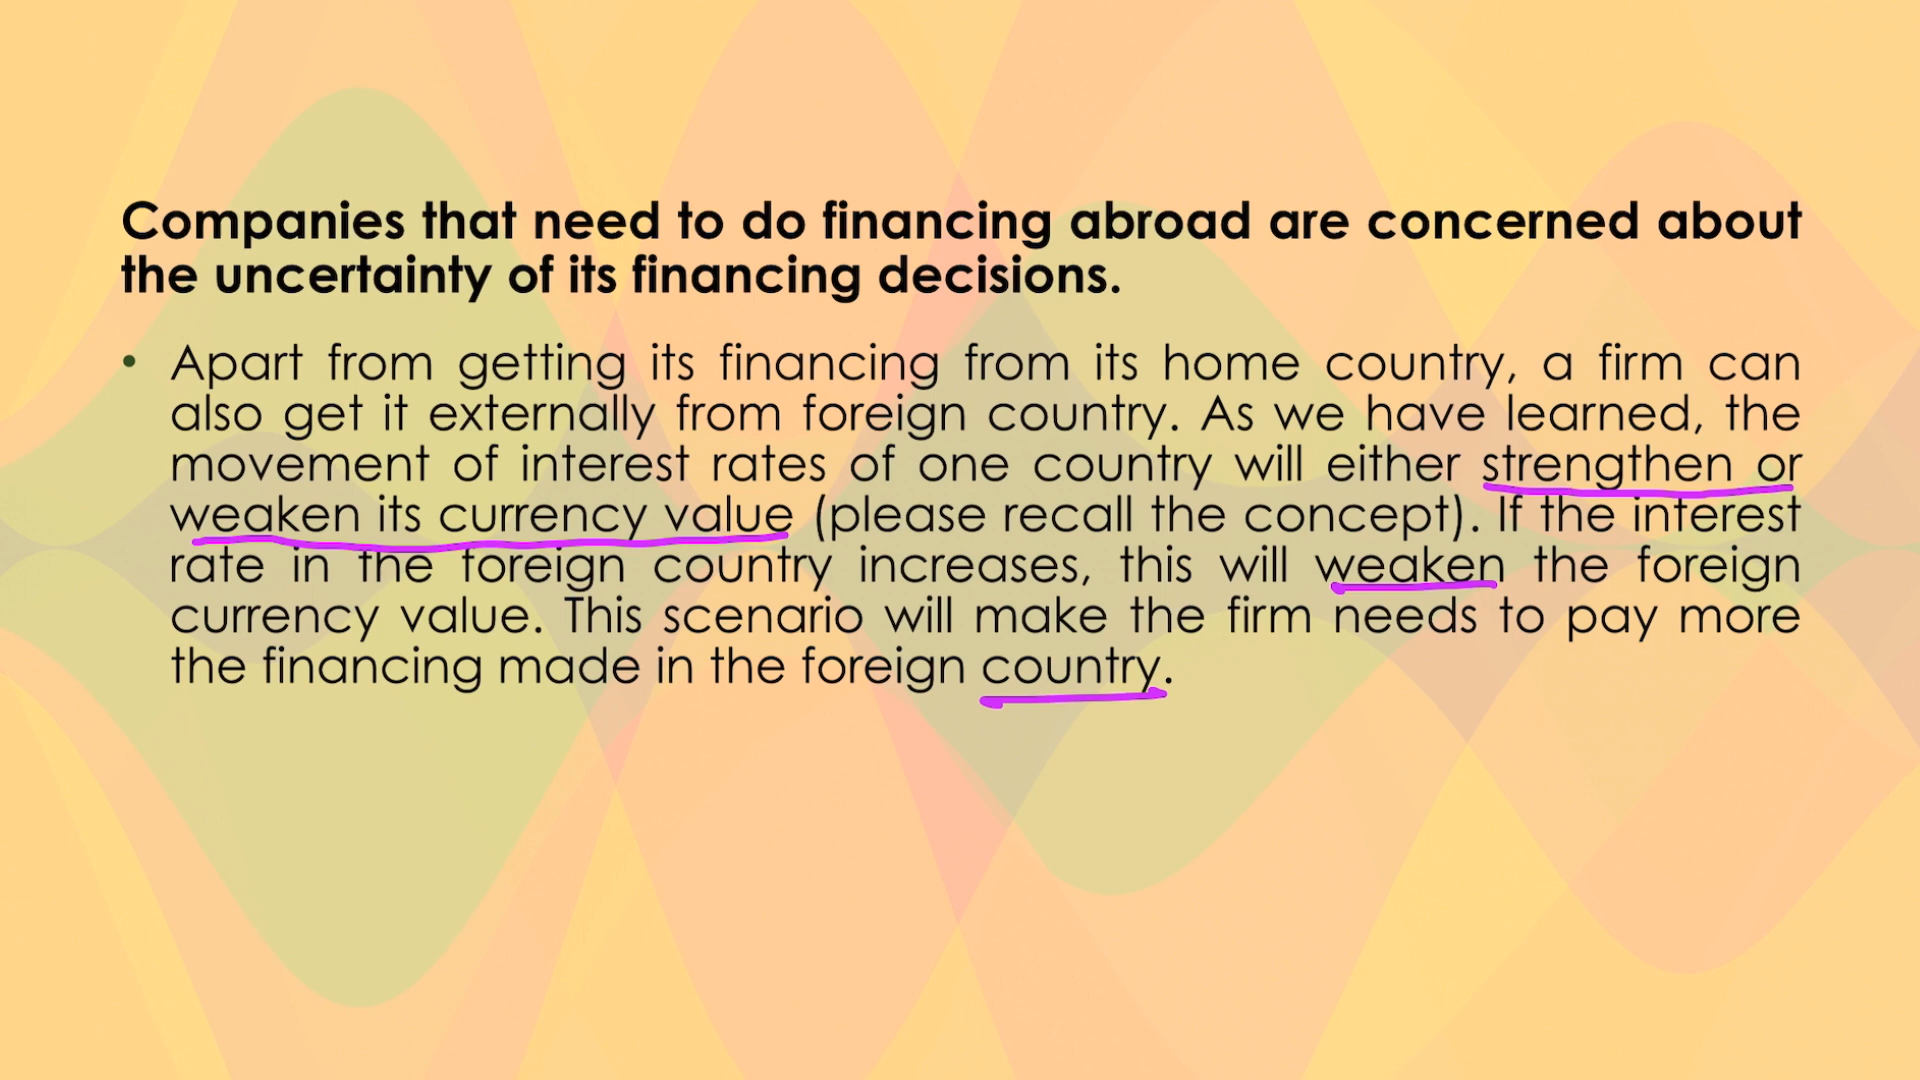 Companies that need to do financing abroad are concerned about
the uncertainty of its financing decisions.
• Apart from getting its financing from its home country, a firm can
also get it externally from foreign country. As we have learned, the
movement of interest rates of one country will either strengthen or
weaken its currency value (please recall the concept). If the interest
rate in the foreign country increases, this will weaken the foreign
currency value. This scenario will make the firm needs to pay more
the financing made in the foreign country.